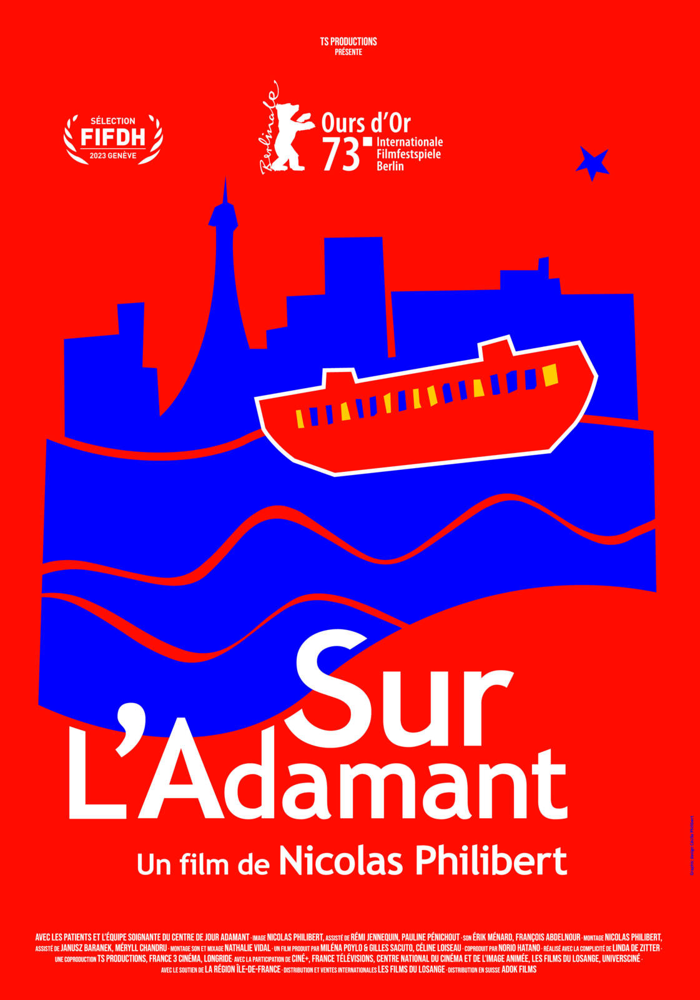 TS PRODUCTIONS
PRÉSENTE
SÉLECTION
FIFDH
2023 GENÈVE
Berlinale
Ours d'Or
73
Internationale
Filmfestspiele
Berlin
Sur
L'Adamant
Un film de Nicolas Philibert
Graphic design Cécile Philibert
AVEC LES PATIENTS ET L'ÉQUIPE SOIGNANTE DU CENTRE DE JOUR ADAMANT · IMAGE NICOLAS PHILIBERT, ASSISTÉ DE RÉMI JENNEQUIN, PAULINE PÉNICHOUT · SON ÉRIK MÉNARD, FRANÇOIS ABDELNOUR · MONTAGE NICOLAS PHILIBERT,
ASSISTÉ DE JANUSZ BARANEK, MÉRYLL CHANDRU · MONTAGE SON ET MIXAGE NATHALIE VIDAL · UN FILM PRODUIT PAR MILÉNA POYLO & GILLES SACUTO, CÉLINE LOISEAU · COPRODUIT PAR NORIO HATANO · RÉALISÉ AVEC LA COMPLICITÉ DE LINDA DE ZITTER ·
UNE COPRODUCTION TS PRODUCTIONS, FRANCE 3 CINÉMA, LONGRIDE · AVEC LA PARTICIPATION DE CINÉ+, FRANCE TÉLÉVISIONS, CENTRE NATIONAL DU CINÉMA ET DE L'IMAGE ANIMÉE, LES FILMS DU LOSANGE, UNIVERSCINÉ ·
AVEC LE SOUTIEN DE LA RÉGION ÎLE-DE-FRANCE · DISTRIBUTION ET VENTES INTERNATIONALES LES FILMS DU LOSANGE · DISTRIBUTION EN SUISSE ADOK FILMS